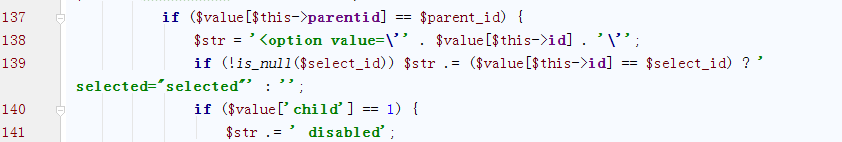 137 if ($value[$this->parentid] == $parent_id) {
138 $str = '<option value=\'' . $value[$this->id] . '\'';
139 if (!is_null($select_id)) $str .= ($value[$this->id] == $select_id) ? '
selected="selected"' : '';
140 if ($value['child'] == 1) {
141 $str .= ' disabled';